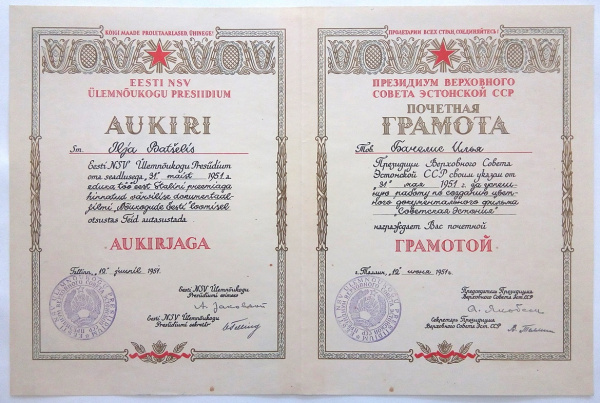 KÕIGI MAADE PROLETAARLASED, ÜHINEGE!
EESTI NSV
ÜLEMNÕUKOGU PRESIIDIUM
AUKIRI
Sm. Ilja Batšelis
Eesti NSV Ülemnõukogu Presiidium
oma seadlusega 31. maist 1951. a.
eduka töö eest Stalini preemiaga
hinnatud värvilise dokumentaal-
filmi „Nõukogude Eesti" loomisel
otsustas Teid autasustada
AUKIRJAGA
Tallinn, 12. juunil 1951.
Eesti NSV Ülemnõukogu
Presiidiumi esimees
Eesti NSV Ülemnõukogu
Presiidiumi sekretär
ПРОЛЕТАРИИ ВСЕХ СТРАН, СОЕДИНЯЙТЕСЬ!
ПРЕЗИДИУМ ВЕРХОВНОГО
СОВЕТА ЭСТОНСКОЙ ССР
ПОЧЕТНАЯ
ГРАМОТА
Тов. Бачелис Илья
Президиум Верховного Совета
Эстонской ССР своим указом от
31 мая 1951 г. за успеш-
ную работу по созданию цвет-
ного документального фильма
"Советская Эстония"
награждает Вас почетной
ГРАМОТОЙ
Таллин, 12 июня 1951 г.
Председатель Президиума
Верховного Совета Эст. ССР
Секретарь Президиума
Верховного Совета Эст. ССР